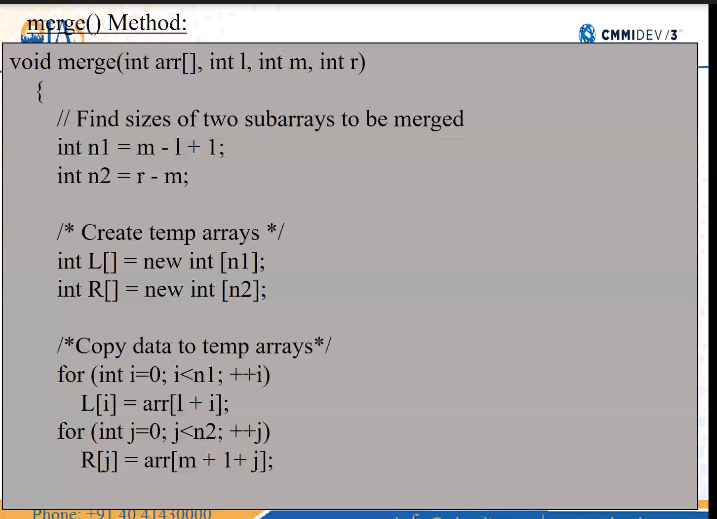 merge() Method:
CMMIDEV/3
void merge(int arr[], int l, int m, int r)
{
// Find sizes of two subarrays to be merged
int n1 = m - l + 1;
int n2 = r - m;
/* Create temp arrays */
int L[] = new int [n1];
int R[] = new int [n2];
/*Copy data to temp arrays*/
for (int i=0; i<n1; ++i)
L[i] = arr[l + i];
for (int j=0; j<n2; ++j)
R[j] = arr[m + 1+ j];
Phone: +91 40 41430000